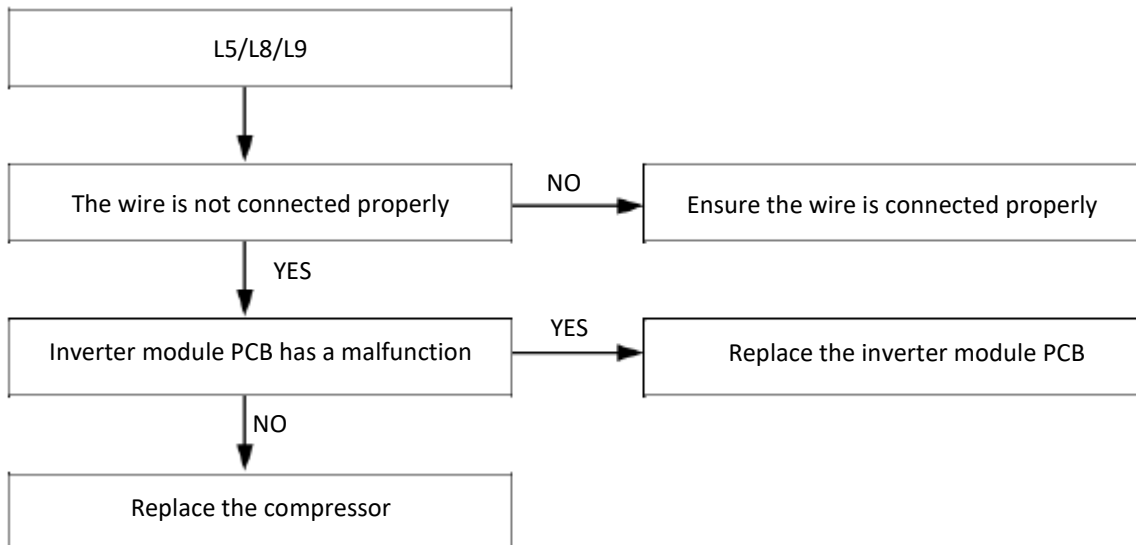 L5/L8/L9
The wire is not connected properly
NO
Ensure the wire is connected properly
YES
Inverter module PCB has a malfunction
YES
Replace the inverter module PCB
NO
Replace the compressor